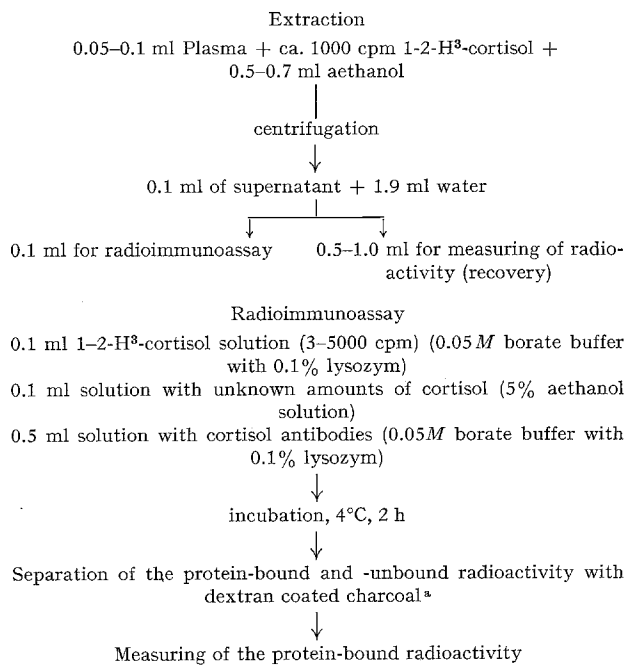 Extraction
0.05–0.1 ml Plasma + ca. 1000 cpm 1-2-H³-cortisol +
0.5–0.7 ml aethanol
centrifugation
0.1 ml of supernatant + 1.9 ml water
0.1 ml for radioimmunoassay
0.5–1.0 ml for measuring of radio-
activity (recovery)
Radioimmunoassay
0.1 ml 1–2-H³-cortisol solution (3–5000 cpm) (0.05 M borate buffer
with 0.1% lysozym)
0.1 ml solution with unknown amounts of cortisol (5% aethanol
solution)
0.5 ml solution with cortisol antibodies (0.05M borate buffer with
0.1% lysozym)
incubation, 4°C, 2 h
Separation of the protein-bound and -unbound radioactivity with
dextran coated charcoalᵃ
Measuring of the protein-bound radioactivity